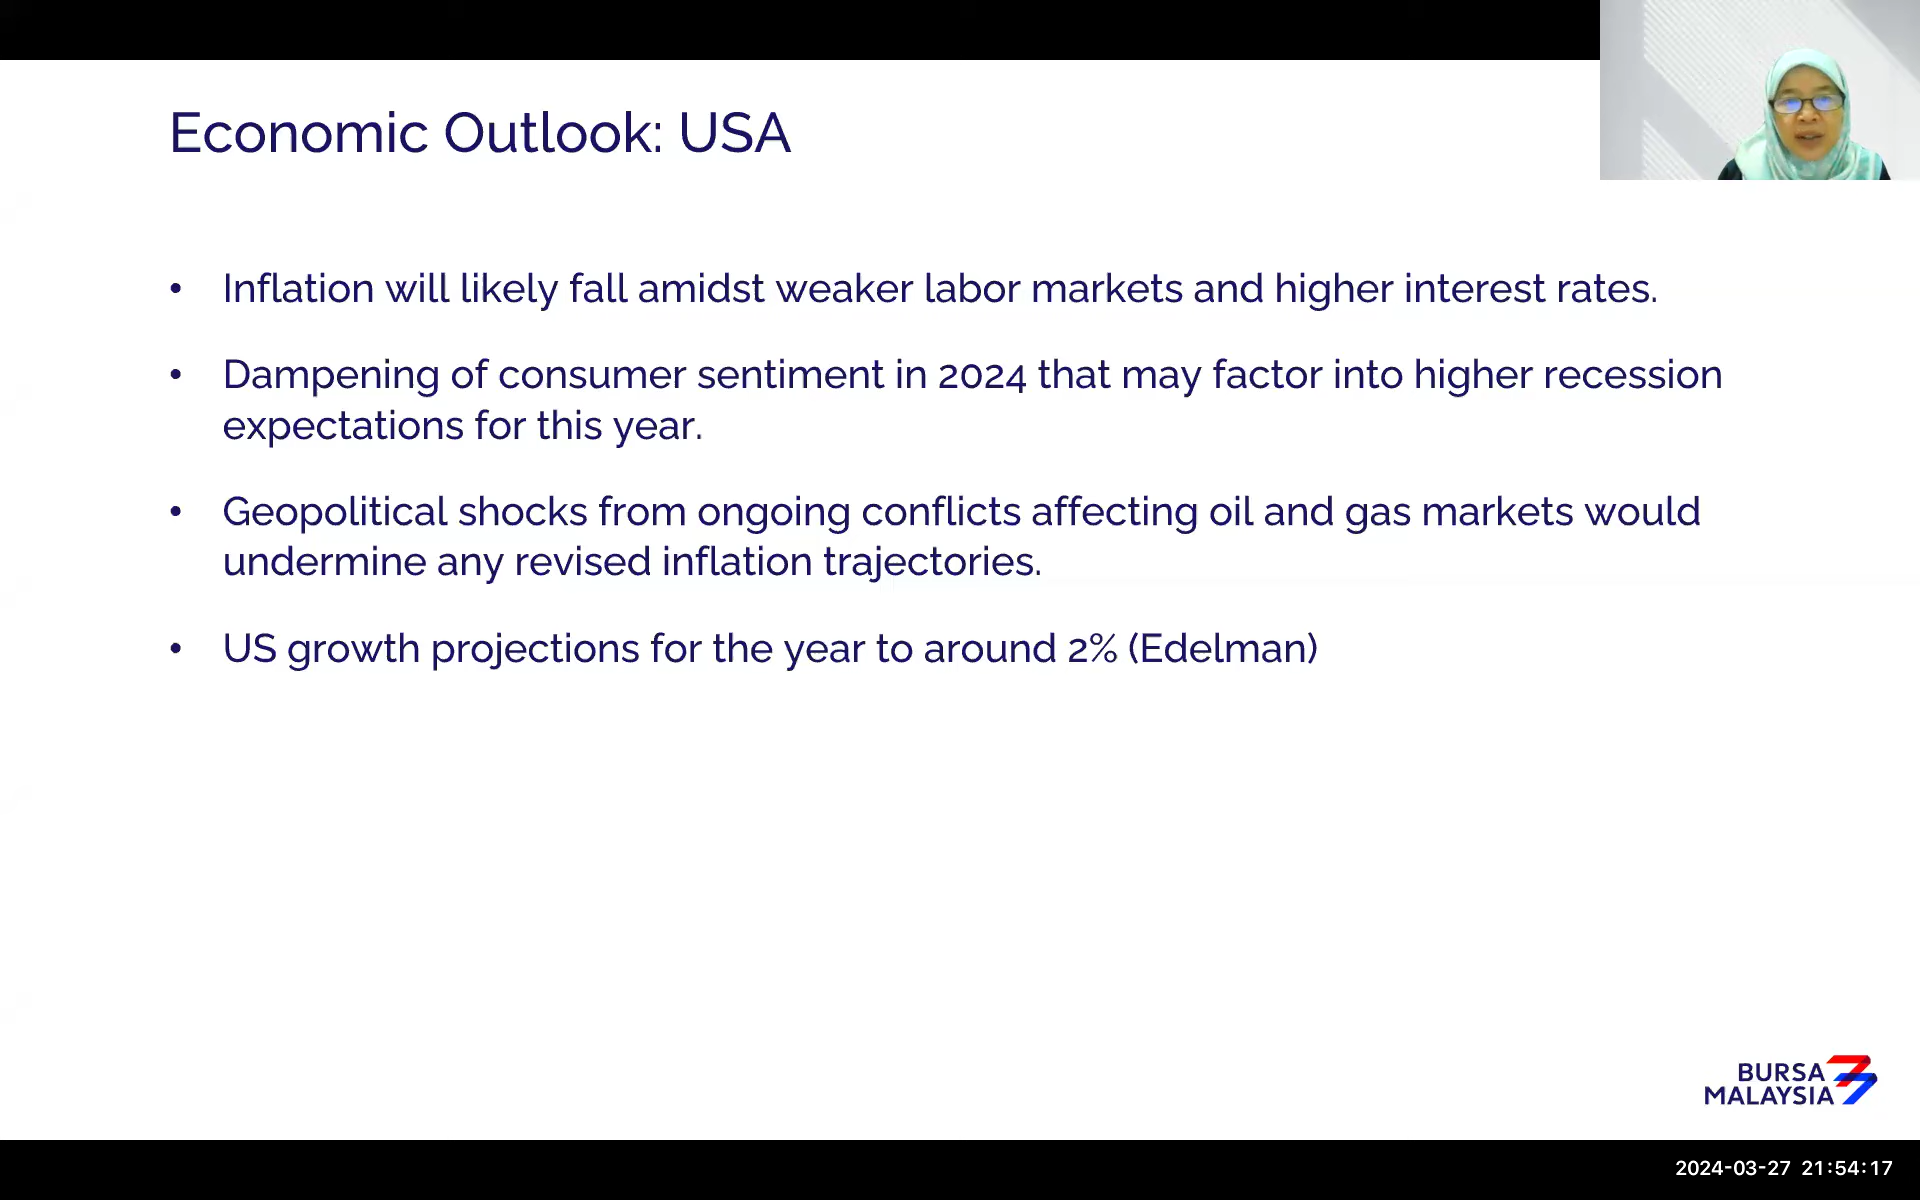 Economic Outlook: USA
• Inflation will likely fall amidst weaker labor markets and higher interest rates.
• Dampening of consumer sentiment in 2024 that may factor into higher recession
expectations for this year.
• Geopolitical shocks from ongoing conflicts affecting oil and gas markets would
undermine any revised inflation trajectories.
• US growth projections for the year to around 2% (Edelman)
BURSA
MALAYSIA
2024-03-27 21:54:17